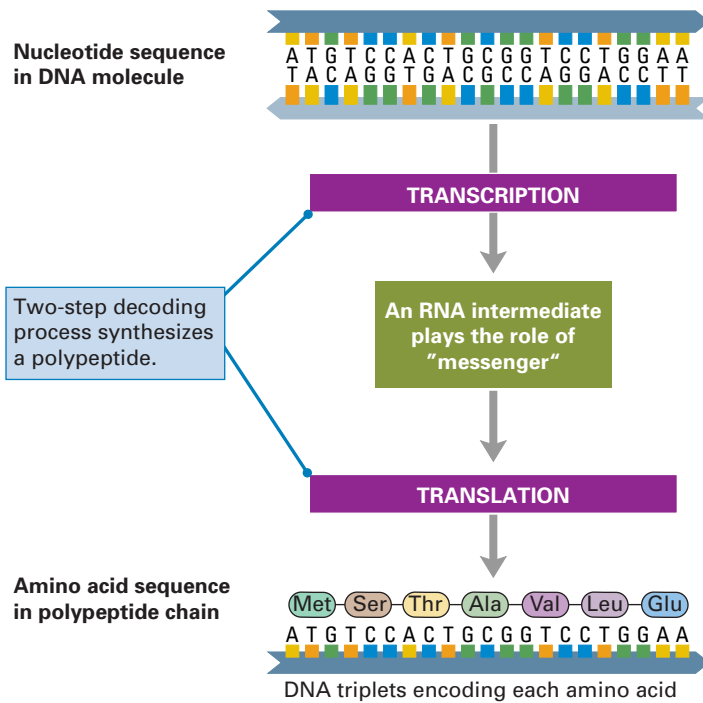 Nucleotide sequence
in DNA molecule
A T G T C C A C T G C G G T C C T G G A A
T A C A G G T G A C G C C A G G A C C T T
TRANSCRIPTION
Two-step decoding
process synthesizes
a polypeptide.
An RNA intermediate
plays the role of
”messenger“
TRANSLATION
Amino acid sequence
in polypeptide chain
Met Ser Thr Ala Val Leu Glu
A T G T C C A C T G C G G T C C T G G A A
DNA triplets encoding each amino acid